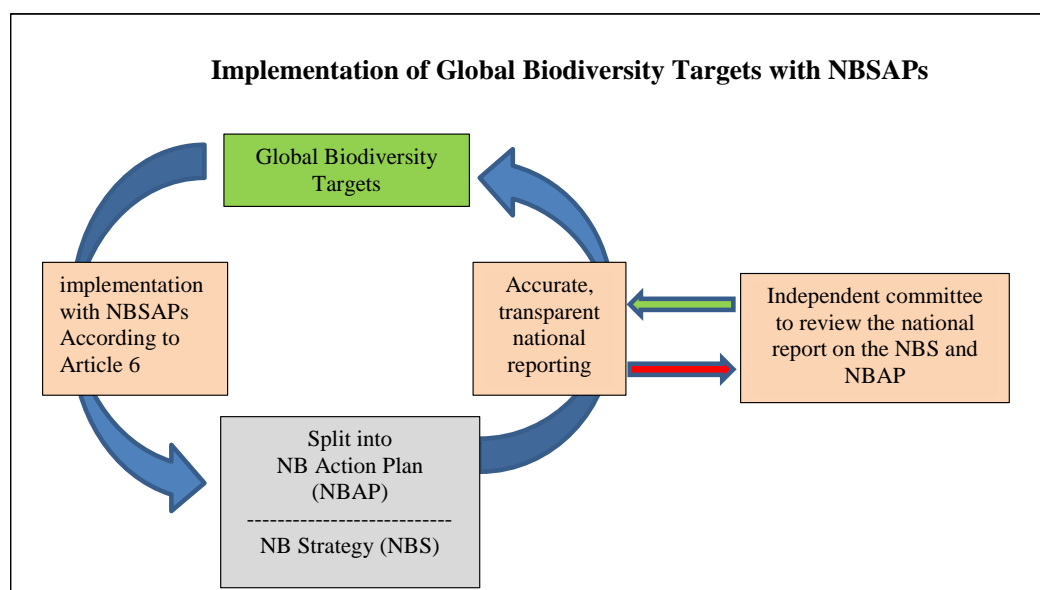 Implementation of Global Biodiversity Targets with NBSAPs
Global Biodiversity
Targets
implementation
with NBSAPs
According to
Article 6
Accurate,
transparent
national
reporting
Independent committee
to review the national
report on the NBS and
NBAP
Split into
NB Action Plan
(NBAP)
---------------------------
NB Strategy (NBS)